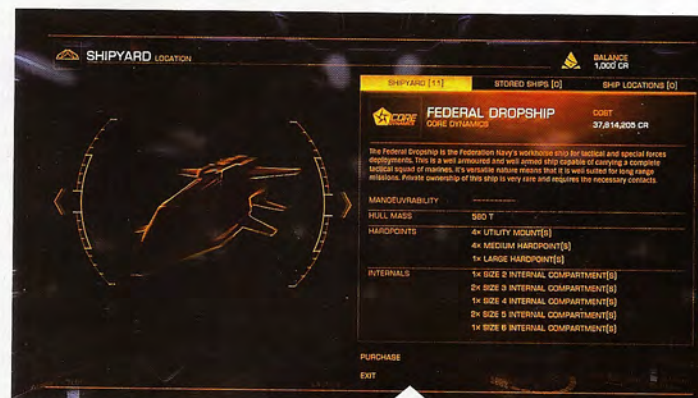 SHIPYARD LOCATION
BALANCE
1,000 CR
SHIPYARD [11]
STORED SHIPS [0]
SHIP LOCATIONS [0]
CORE
DYNAMICS
FEDERAL DROPSHIP
CORE DYNAMICS
COST
37,814,205 CR
The Federal Dropship is the Federation Navy's workhorse ship for tactical and special forces
deployments. This is a well armoured and well armed ship capable of carrying a complete
tactical squad of marines. It's versatile nature means that it is well suited for long range
missions. Private ownership of this ship is very rare and requires the necessary contacts.
MANOEUVRABILITY
HULL MASS
580 T
HARDPOINTS
4× UTILITY MOUNT(S)
4× MEDIUM HARDPOINT(S)
1× LARGE HARDPOINT(S)
INTERNALS
1× SIZE 2 INTERNAL COMPARTMENT(S)
2× SIZE 3 INTERNAL COMPARTMENT(S)
1× SIZE 4 INTERNAL COMPARTMENT(S)
2× SIZE 5 INTERNAL COMPARTMENT(S)
1× SIZE 6 INTERNAL COMPARTMENT(S)
PURCHASE
EXIT